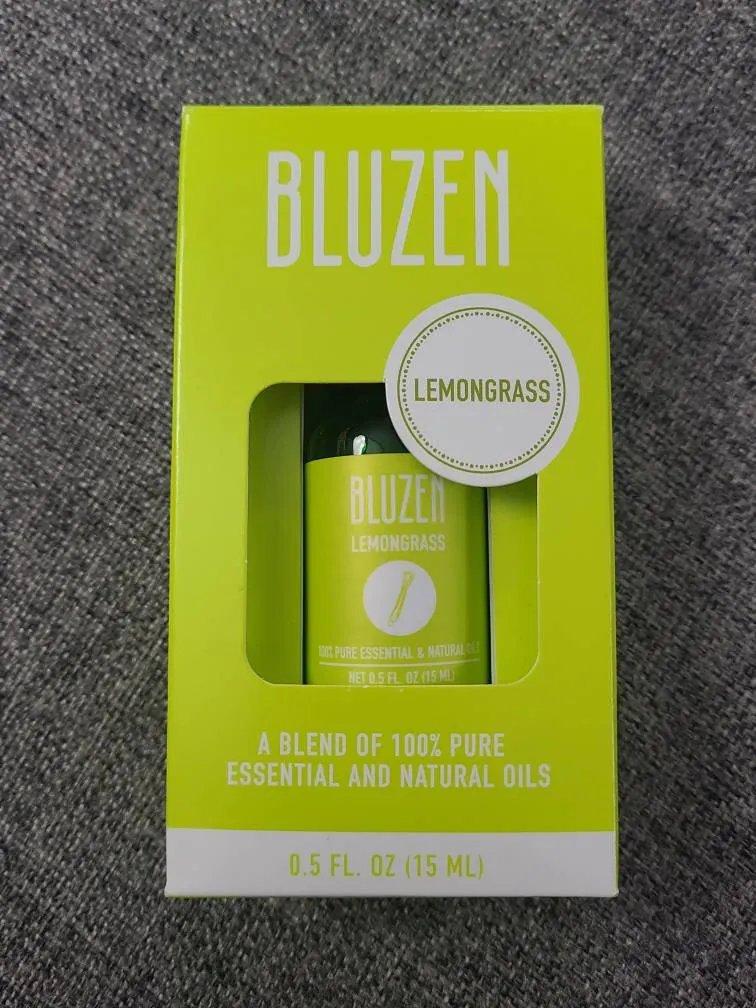 BLUZEN
LEMONGRASS
BLUZEN
LEMONGRASS
100% PURE ESSENTIAL & NATURAL OILS
NET 0.5 FL. OZ (15 ML)
A BLEND OF 100% PURE
ESSENTIAL AND NATURAL OILS
0.5 FL. OZ (15 ML)